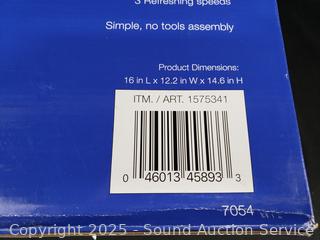 3 Refreshing speeds
Simple, no tools assembly
Product Dimensions:
16 in L x 12.2 in W x 14.6 in H
ITM. / ART. 1575341
0 46013 45893 3
7054
Copyright 2025 - Sound Auction Service